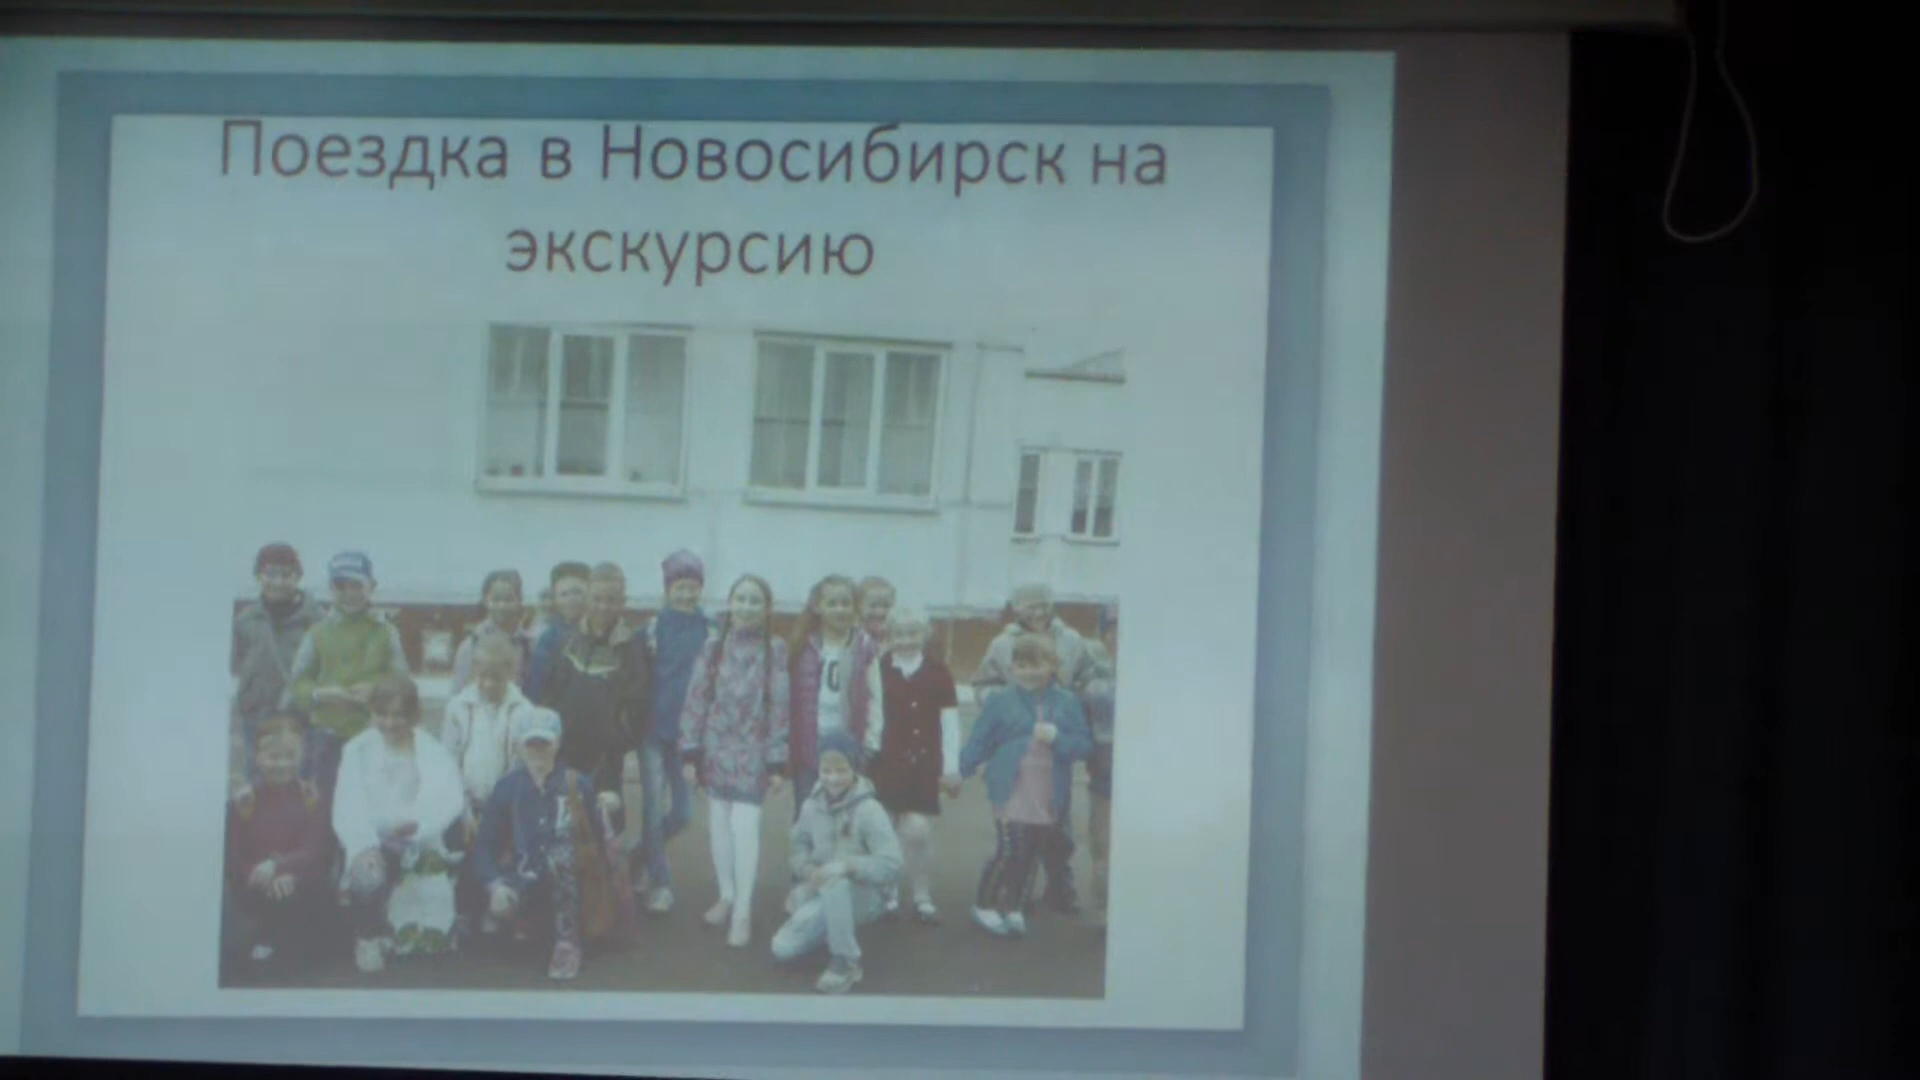 Поездка в Новосибирск на
экскурсию